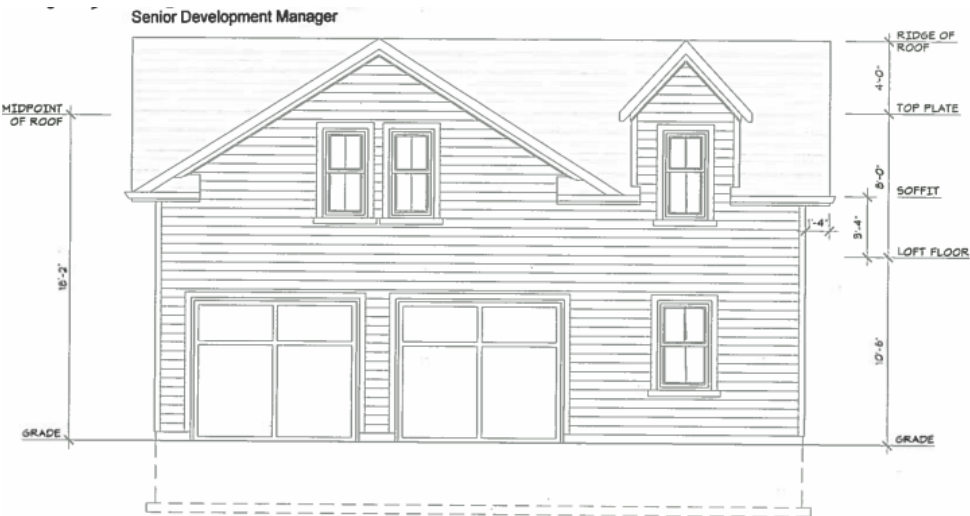 Senior Development Manager
RIDGE OF
ROOF
4'-0"
MIDPOINT
OF ROOF
TOP PLATE
8'-0"
SOFFIT
1'-4"
3'-4"
LOFT FLOOR
18'-2"
10'-6"
GRADE
GRADE